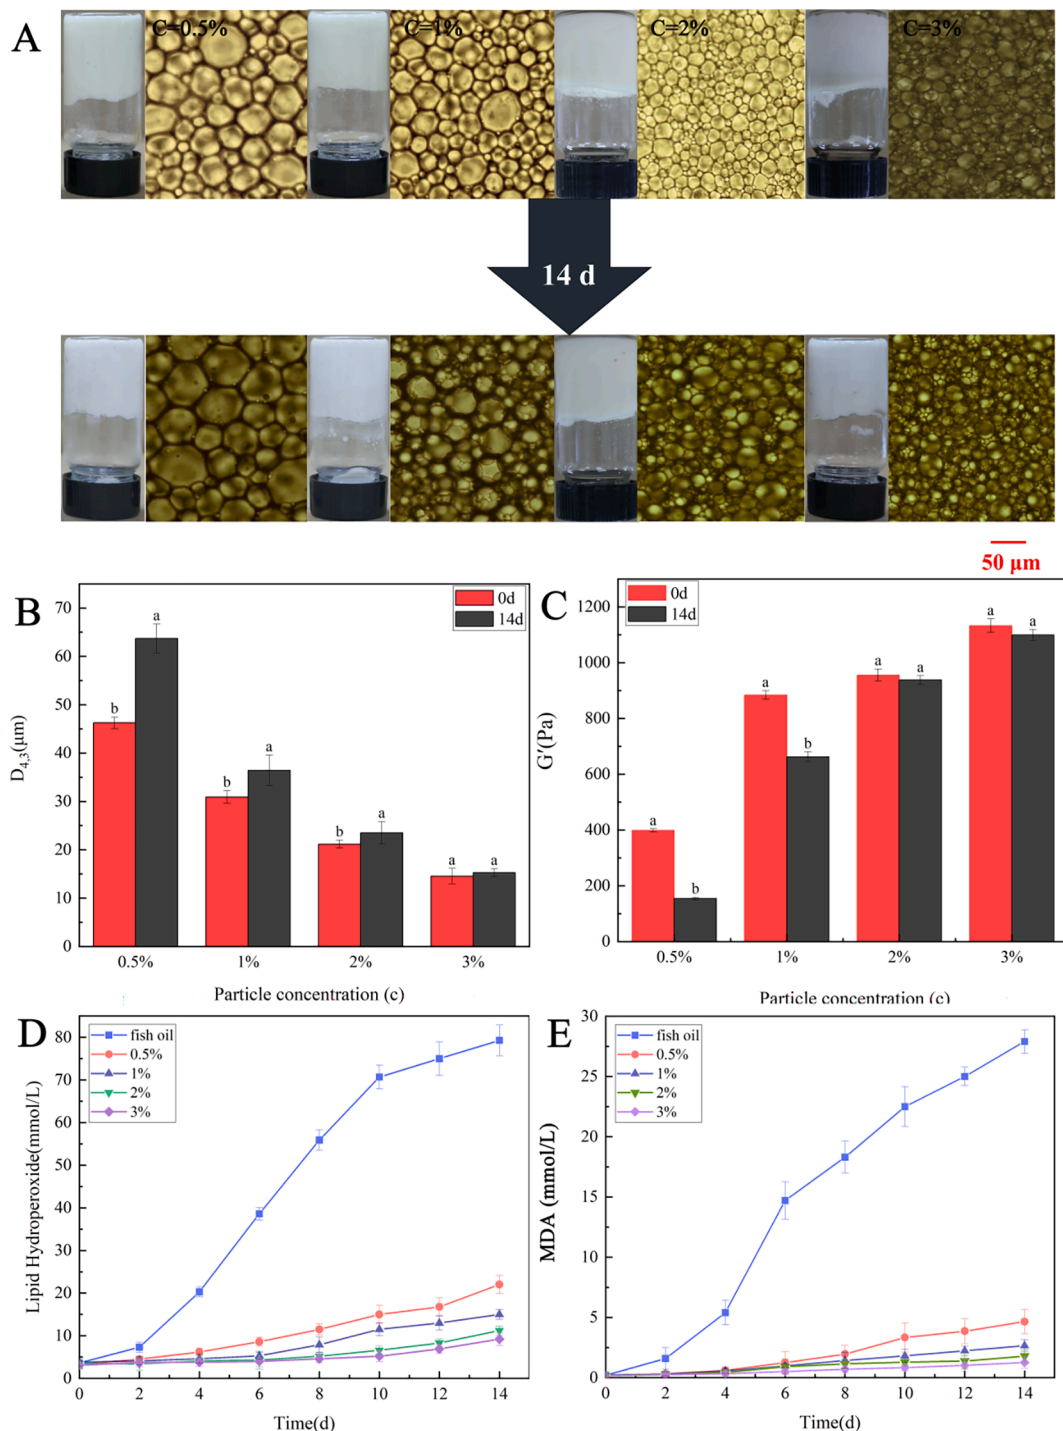 A
C=0.5%
C=1%
C=2%
C=3%
14 d
50 μm
B
0d
14d
D4,3(μm)
70
60
50
40
30
20
10
0
b
a
b
a
b
a
a
a
0.5%
1%
2%
3%
Particle concentration (c)
C
0d
14d
G'(Pa)
1200
1000
800
600
400
200
0
a
b
a
b
a
a
a
a
0.5%
1%
2%
3%
Particle concentration (c)
D
fish oil
0.5%
1%
2%
3%
Lipid Hydroperoxide(mmol/L)
80
70
60
50
40
30
20
10
0
0
2
4
6
8
10
12
14
Time(d)
E
fish oil
0.5%
1%
2%
3%
MDA (mmol/L)
30
25
20
15
10
5
0
0
2
4
6
8
10
12
14
Time(d)